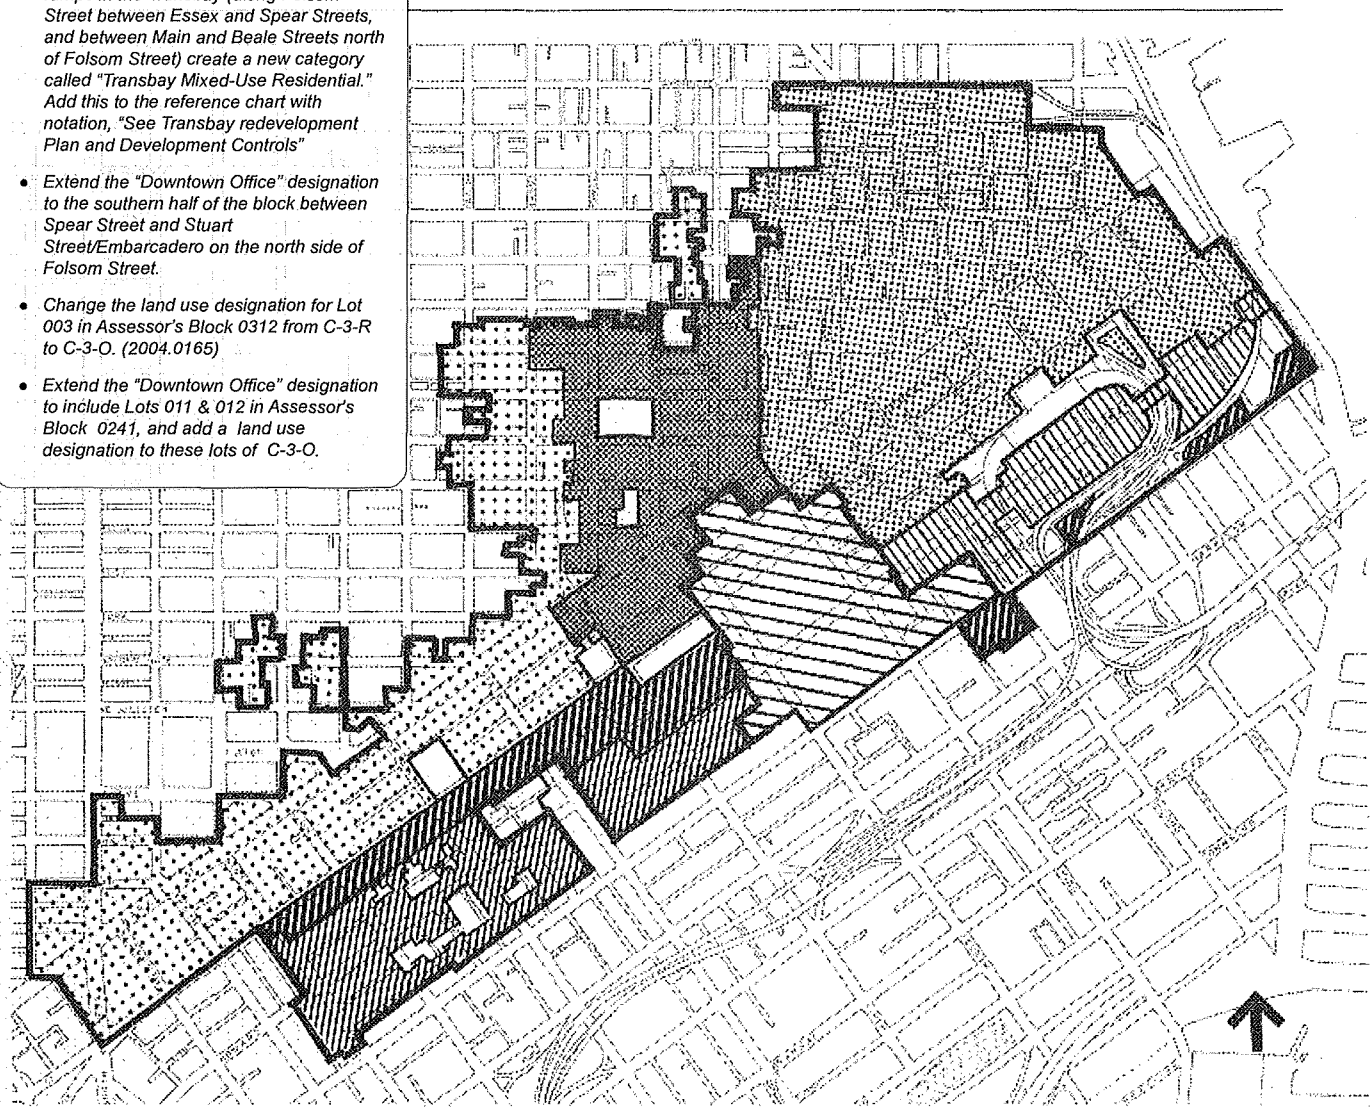 Street between Essex and Spear Streets,
and between Main and Beale Streets north
of Folsom Street) create a new category
called "Transbay Mixed-Use Residential."
Add this to the reference chart with
notation, "See Transbay redevelopment
Plan and Development Controls"
• Extend the "Downtown Office" designation
to the southern half of the block between
Spear Street and Stuart
Street/Embarcadero on the north side of
Folsom Street.
• Change the land use designation for Lot
003 in Assessor's Block 0312 from C-3-R
to C-3-O. (2004.0165)
• Extend the "Downtown Office" designation
to include Lots 011 & 012 in Assessor's
Block 0241, and add a land use
designation to these lots of C-3-O.